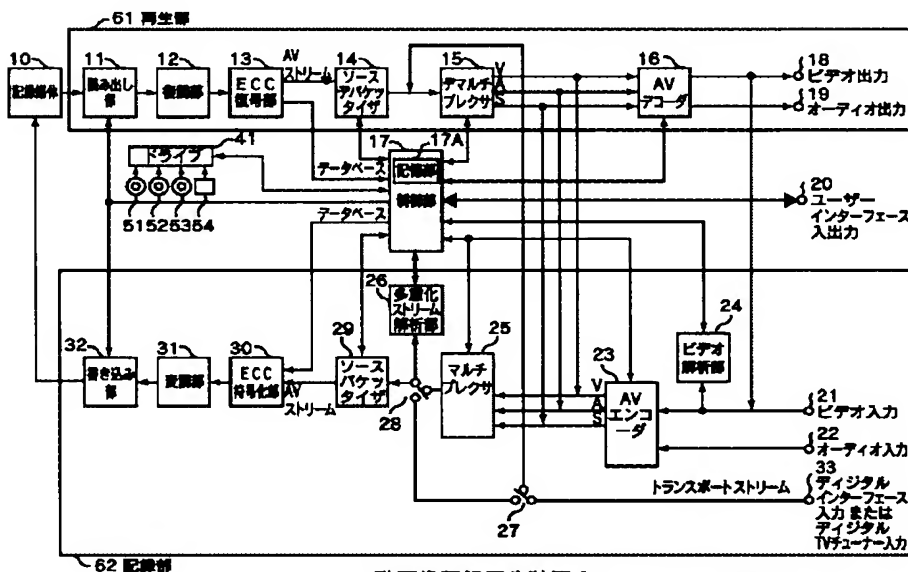 61 再生部
10
11
12
13
AV
ストリーム
14
15
16
18
ビデオ出力
19
オーディオ出力
記録媒体
読み出し
部
復調部
ECC
復号部
ソース
デパケッ
タイザ
デマルチ
プレクサ
V
A
S
AV
デコーダ
41
ドライブ
51 52 53 54
17
17A
記憶部
制御部
データベース
データベース
20
ユーザー
インターフェース
入出力
26
多重化
ストリーム
解析部
24
ビデオ
解析部
32
書き込み
部
31
変調部
30
ECC
符号化部
AV
ストリーム
29
ソース
パケッ
タイザ
28
25
マルチ
プレクサ
V
A
S
23
AV
エンコ
ーダ
21
ビデオ入力
22
オーディオ入力
27
トランスポートストリーム
33
ディジタル
インターフェース
入力または
ディジタル
TVチューナー入力
62 記録部